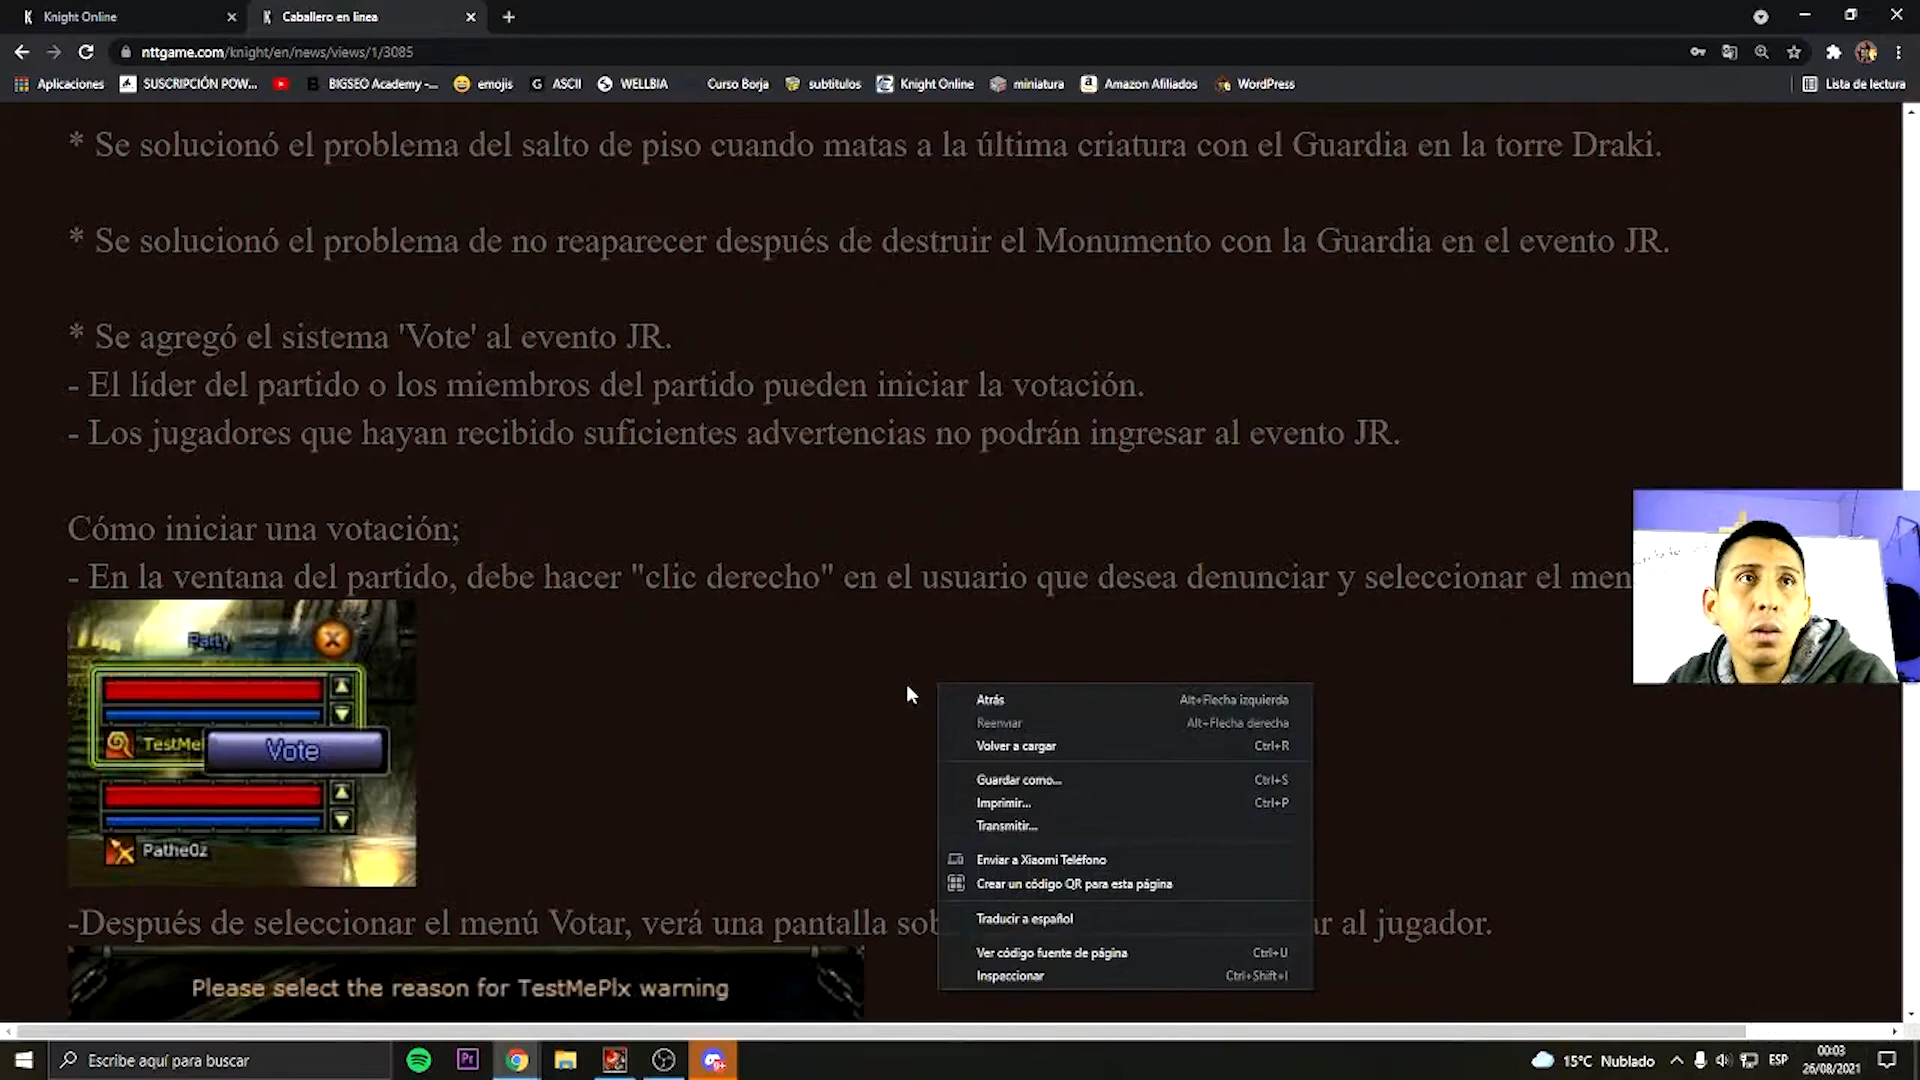 Knight Online
Caballero en linea
nttgame.com/knight/en/news/views/1/3085
Aplicaciones
SUSCRIPCIÓN POW...
BIGSEO Academy –...
emojis
ASCII
WELLBIA
Curso Borja
subtitulos
Knight Online
miniatura
Amazon Afiliados
WordPress
Lista de lectura
* Se solucionó el problema del salto de piso cuando matas a la última criatura con el Guardia en la torre Draki.
* Se solucionó el problema de no reaparecer después de destruir el Monumento con la Guardia en el evento JR.
* Se agregó el sistema 'Vote' al evento JR.
- El líder del partido o los miembros del partido pueden iniciar la votación.
- Los jugadores que hayan recibido suficientes advertencias no podrán ingresar al evento JR.
Cómo iniciar una votación;
- En la ventana del partido, debe hacer "clic derecho" en el usuario que desea denunciar y seleccionar el men
Party
TestMe
Vote
Pathe0z
Atrás Alt+Flecha izquierda
Reenviar Alt+Flecha derecha
Volver a cargar Ctrl+R
Guardar como... Ctrl+S
Imprimir... Ctrl+P
Transmitir...
Enviar a Xiaomi Teléfono
Crear un código QR para esta página
Traducir a español
Ver código fuente de página Ctrl+U
Inspeccionar Ctrl+Shift+I
-Después de seleccionar el menú Votar, verá una pantalla sob ar al jugador.
Please select the reason for TestMePlx warning
Escribe aquí para buscar
15°C Nublado
ESP
00:03
26/08/2021